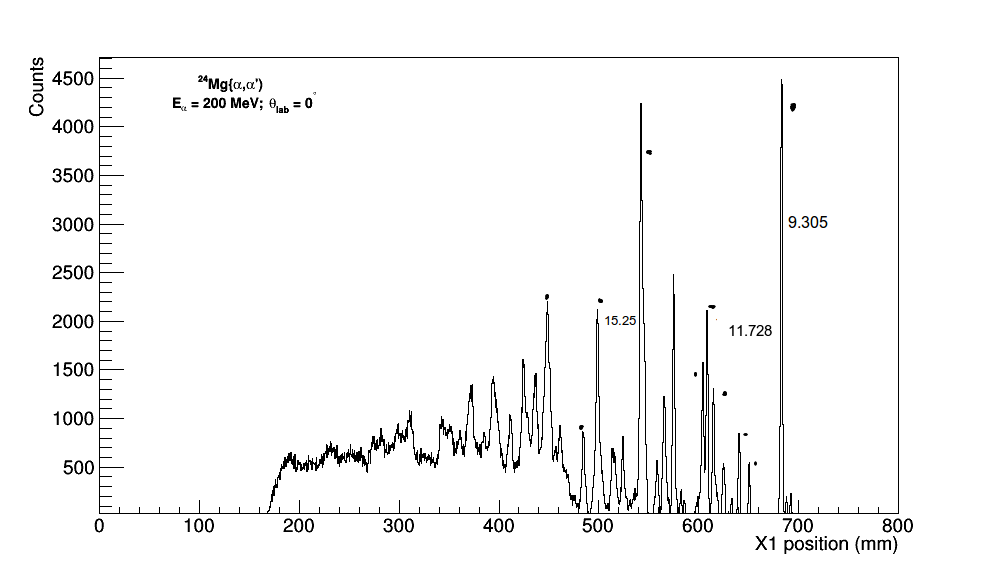 Counts
4500
4000
3500
3000
2500
2000
1500
1000
500
²⁴Mg(α,α')
Eα = 200 MeV; θlab = 0°
9.305
15.25
11.728
0 100 200 300 400 500 600 700 800
X1 position (mm)